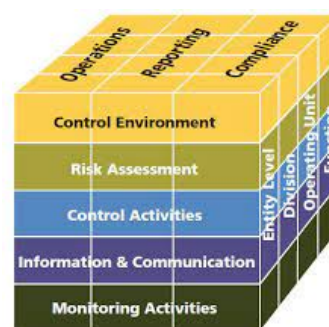 Operations
Reporting
Compliance
Control Environment
Risk Assessment
Control Activities
Information & Communication
Monitoring Activities
Entity Level
Division
Operating Unit